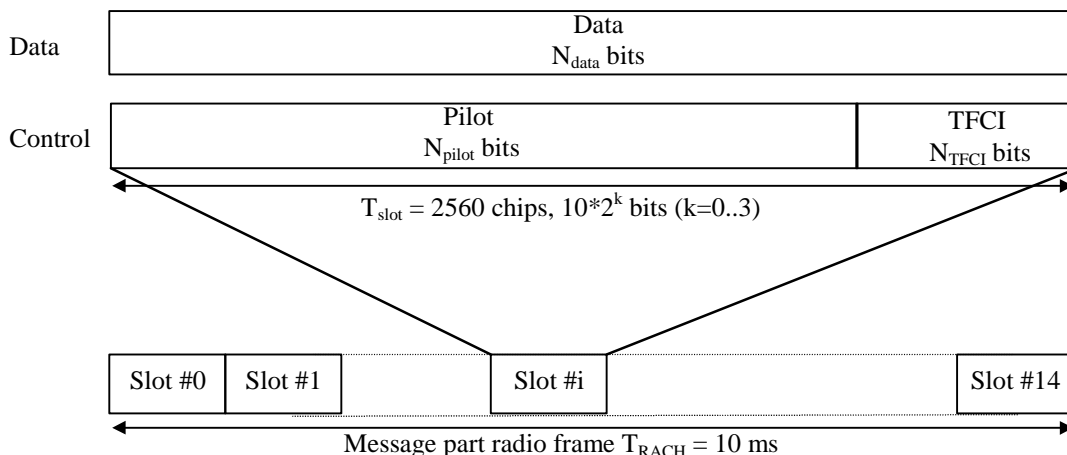 Data
Data
N_data bits
Control
Pilot
N_pilot bits
TFCI
N_TFCI bits
T_slot = 2560 chips, 10*2^k bits (k=0..3)
Slot #0
Slot #1
Slot #i
Slot #14
Message part radio frame T_RACH = 10 ms